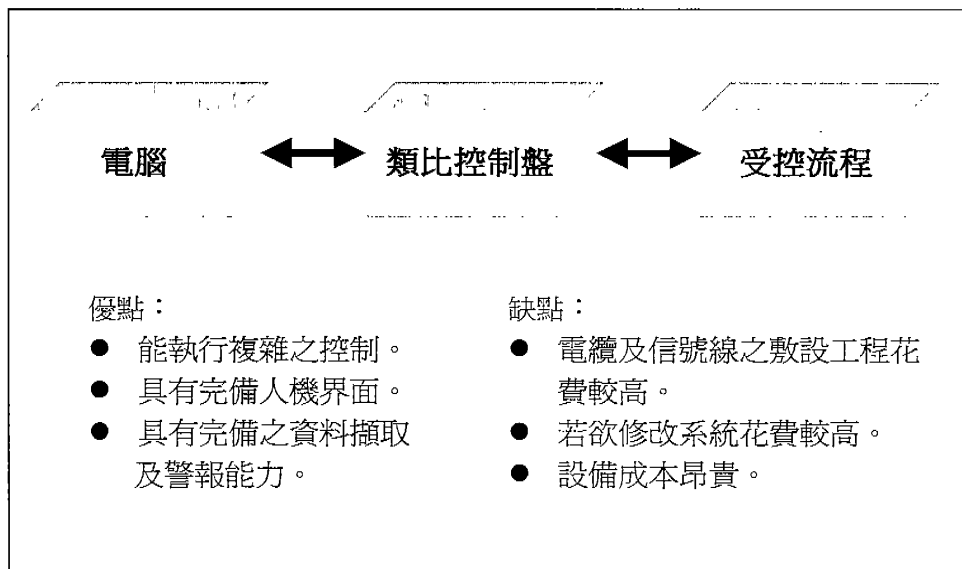 電腦 類比控制盤 受控流程
優點：
● 能執行複雜之控制。
● 具有完備人機界面。
● 具有完備之資料擷取
及警報能力。
缺點：
● 電纜及信號線之敷設工程花
費較高。
● 若欲修改系統花費較高。
● 設備成本昂貴。